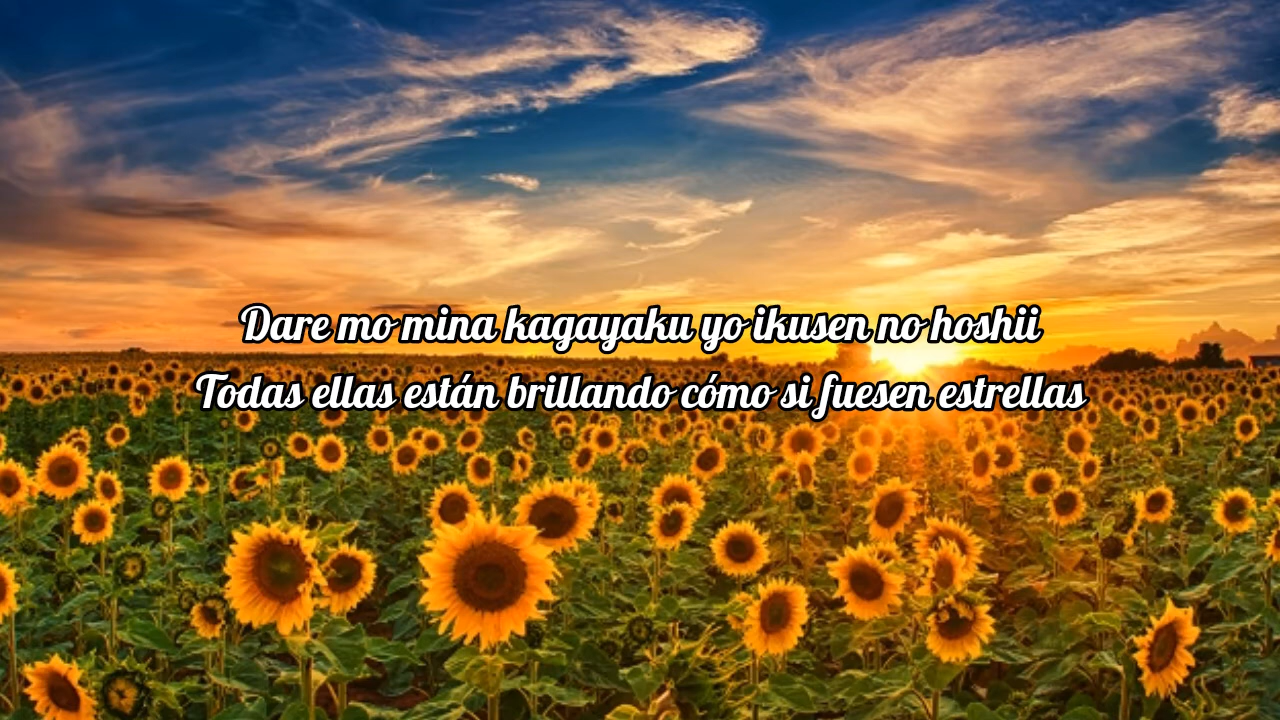 Dare mo mina kagayaku yo ikusen no hoshii
Todas ellas están brillando cómo si fuesen estrellas